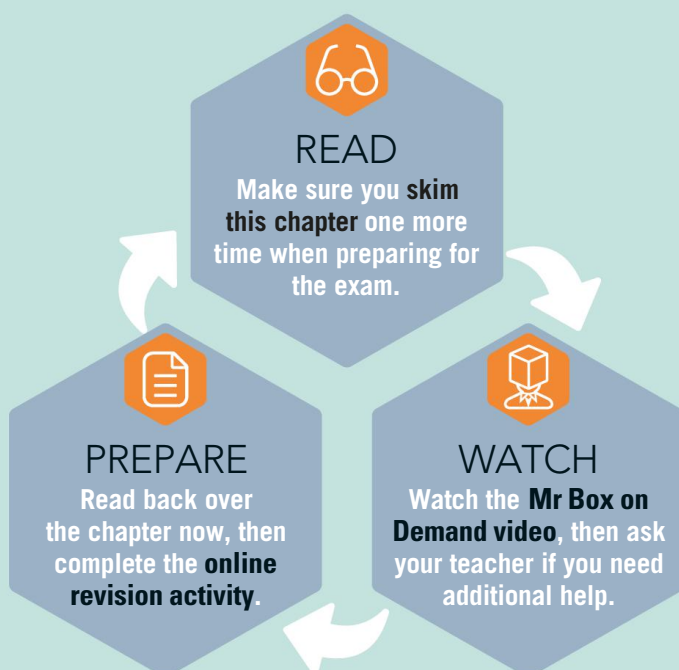 READ
Make sure you skim
this chapter one more
time when preparing for
the exam.
WATCH
Watch the Mr Box on
Demand video, then ask
your teacher if you need
additional help.
PREPARE
Read back over
the chapter now, then
complete the online
revision activity.